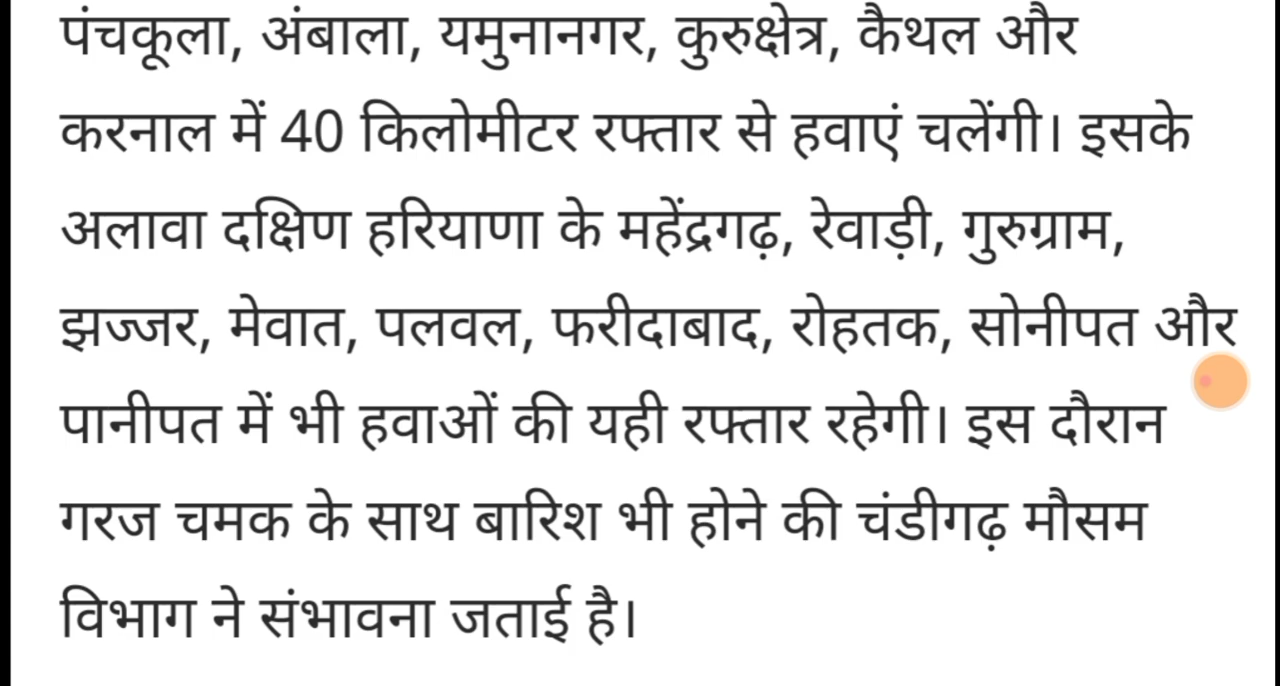 पंचकूला, अंबाला, यमुनानगर, कुरुक्षेत्र, कैथल और
करनाल में 40 किलोमीटर रफ्तार से हवाएं चलेंगी। इसके
अलावा दक्षिण हरियाणा के महेंद्रगढ़, रेवाड़ी, गुरुग्राम,
झज्जर, मेवात, पलवल, फरीदाबाद, रोहतक, सोनीपत और
पानीपत में भी हवाओं की यही रफ्तार रहेगी। इस दौरान
गरज चमक के साथ बारिश भी होने की चंडीगढ़ मौसम
विभाग ने संभावना जताई है।